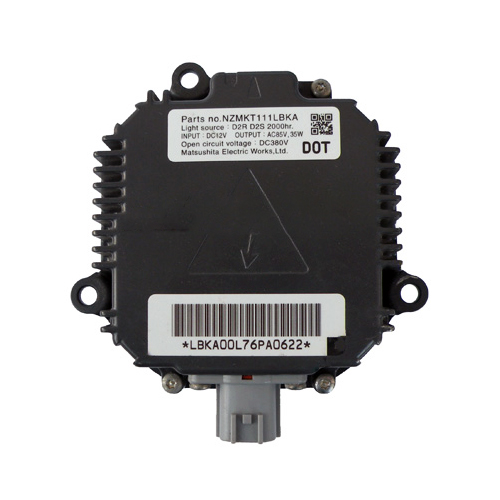 Parts no.NZMKT111LBKA
Light source : D2R D2S 2000hr.
INPUT : DC12V OUTPUT : AC85V,35W
Open circuit voltage : DC380V
Matsushita Electric Works,Ltd. DOT
*LBKA00L76PA0622*